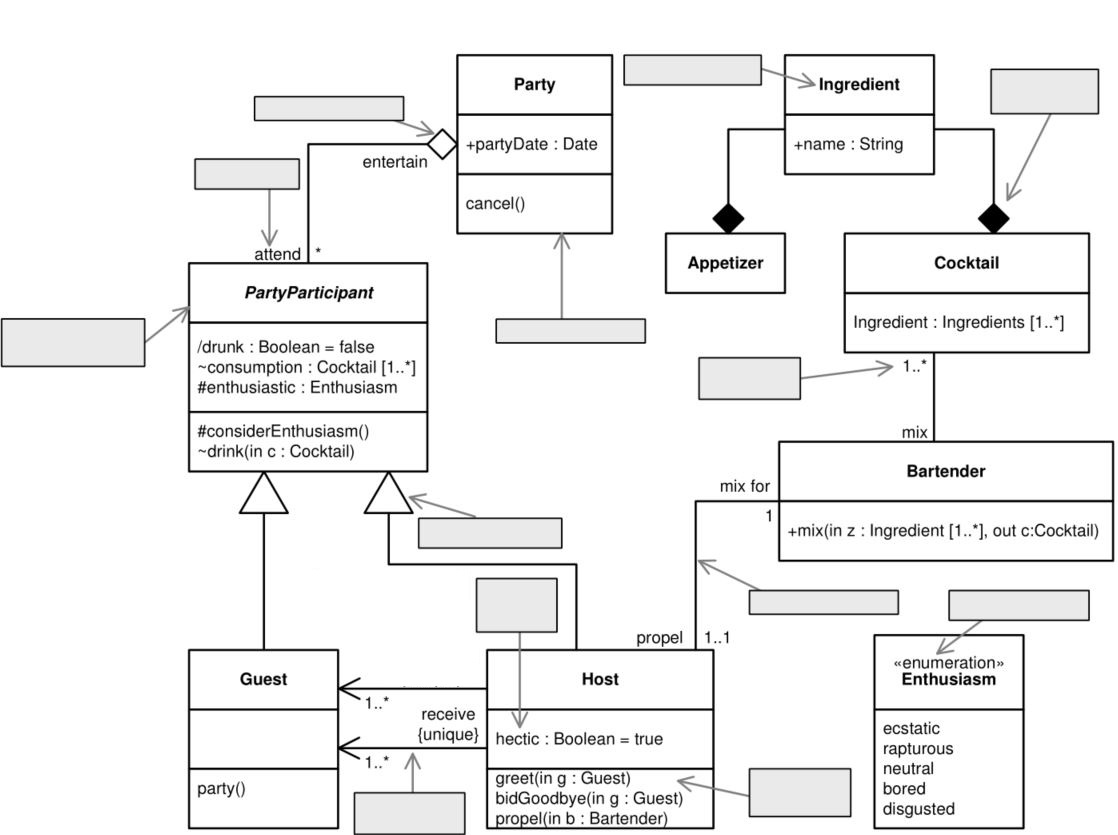 Party
+partyDate : Date
cancel()
Ingredient
+name : String
entertain
attend
*
PartyParticipant
/drunk : Boolean = false
~consumption : Cocktail [1..*]
#enthusiastic : Enthusiasm
#considerEnthusiasm()
~drink(in c : Cocktail)
Appetizer
Cocktail
Ingredient : Ingredients [1..*]
1..*
mix
Bartender
+mix(in z : Ingredient [1..*], out c:Cocktail)
mix for
1
propel
1..1
Guest
party()
1..*
receive
{unique}
1..*
Host
hectic : Boolean = true
greet(in g : Guest)
bidGoodbye(in g : Guest)
propel(in b : Bartender)
«enumeration»
Enthusiasm
ecstatic
rapturous
neutral
bored
disgusted